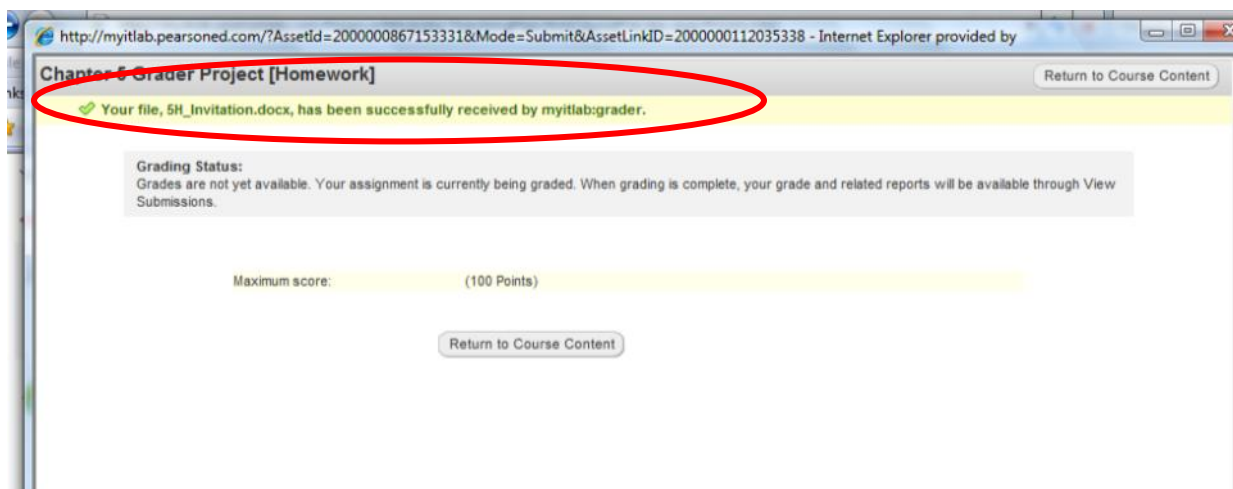 http://myitlab.pearsoned.com/?AssetId=2000000867153331&Mode=Submit&AssetLinkID=2000000112035338 - Internet Explorer provided by
Chapter 5 Grader Project [Homework]
Return to Course Content
Your file, 5H_Invitation.docx, has been successfully received by myitlab:grader.
Grading Status:
Grades are not yet available. Your assignment is currently being graded. When grading is complete, your grade and related reports will be available through View
Submissions.
Maximum score: (100 Points)
Return to Course Content